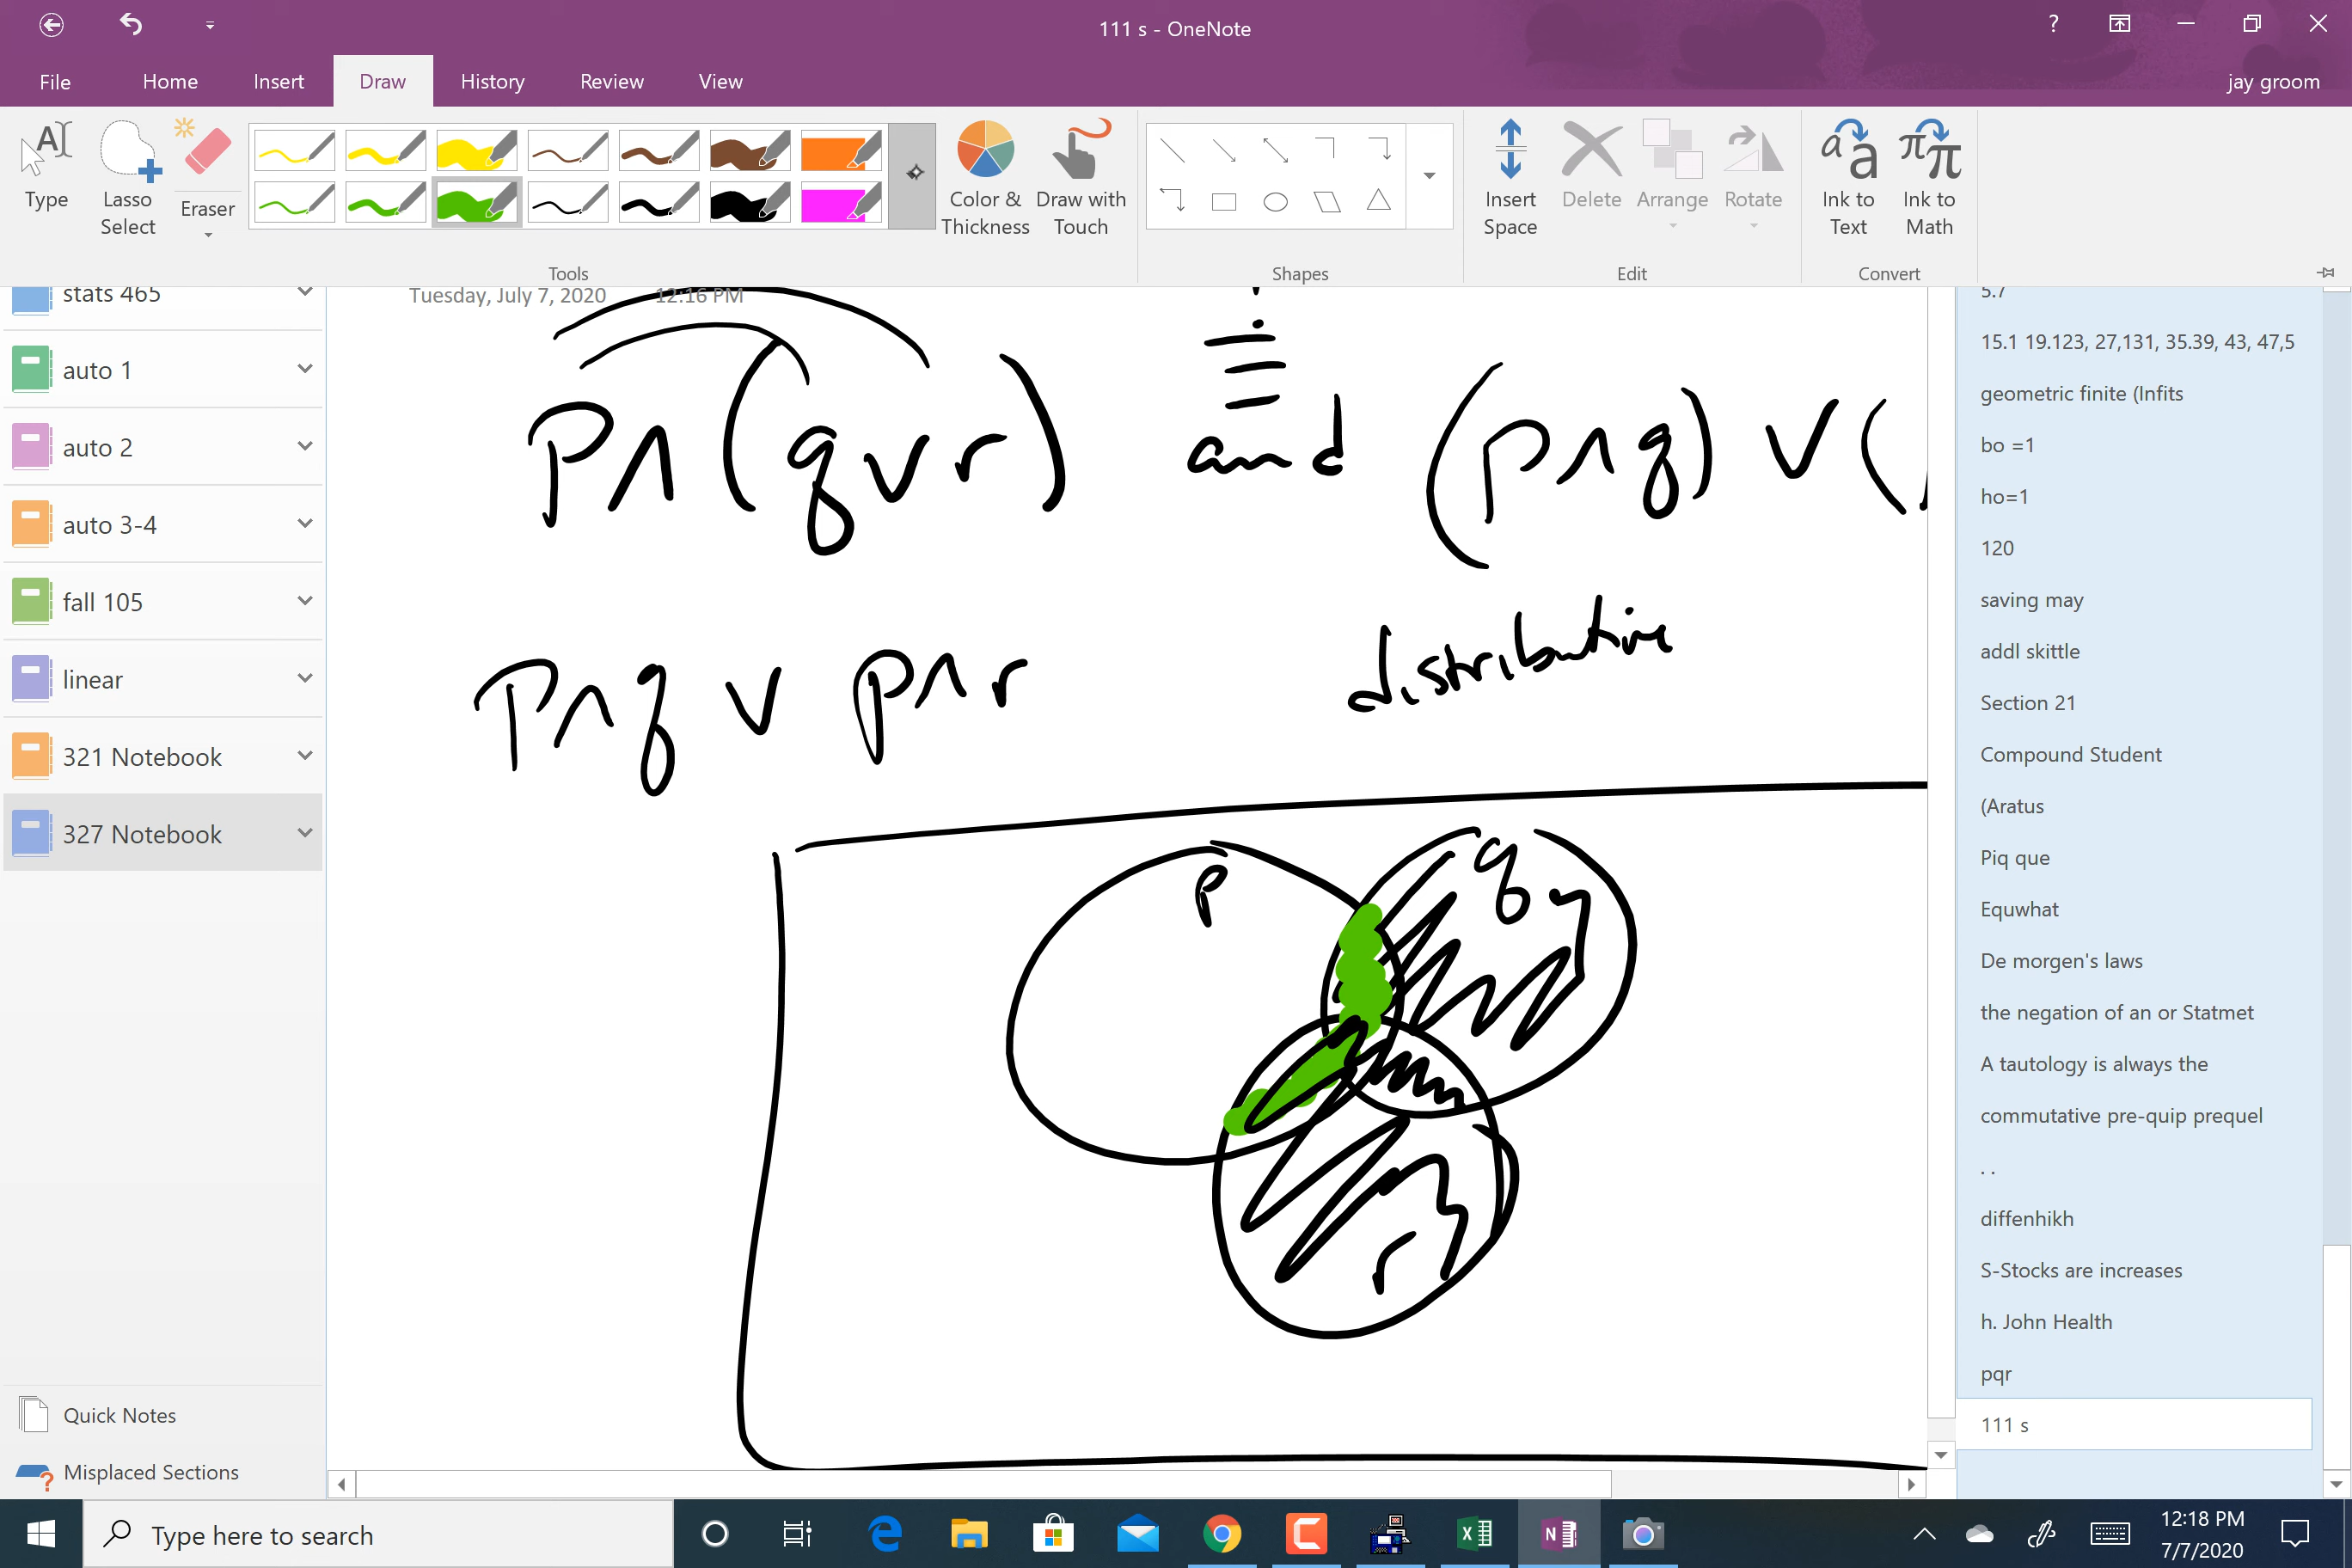 111 s - OneNote
?
jay groom
File Home Insert Draw History Review View
Type
Lasso Select
Eraser
Color & Thickness
Draw with Touch
Insert Space
Delete
Arrange
Rotate
Ink to Text
Ink to Math
Tools
Shapes
Edit
Convert
stats 465
auto 1
auto 2
auto 3-4
fall 105
linear
321 Notebook
327 Notebook
Quick Notes
Misplaced Sections
Tuesday, July 7, 2020 12:16 PM
P∧(q∨r) ≡ and (p∧q)∨(
P∧q ∨ p∧r
distributive
p
q
r
5.7
15.1 19.123, 27,131, 35.39, 43, 47,5
geometric finite (Infits
bo =1
ho=1
120
saving may
addl skittle
Section 21
Compound Student
(Aratus
Piq que
Equwhat
De morgen's laws
the negation of an or Statmet
A tautology is always the
commutative pre-quip prequel
. .
diffenhikh
S-Stocks are increases
h. John Health
pqr
111 s
Type here to search
12:18 PM
7/7/2020